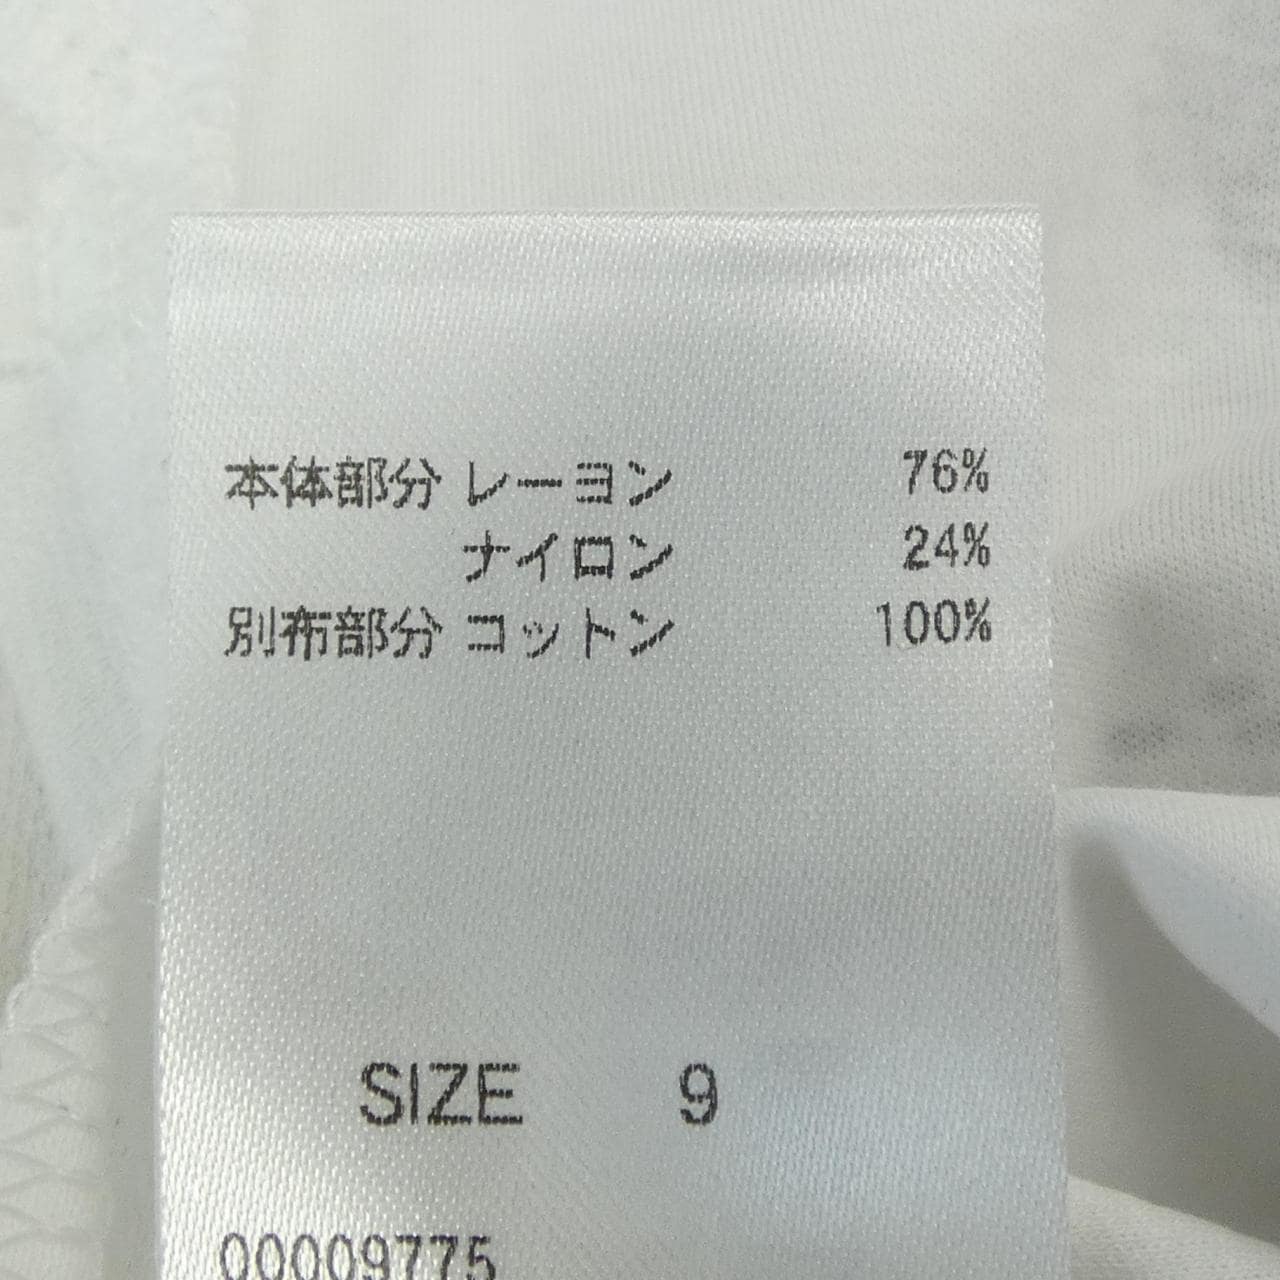 本体部分 レーヨン 76%
ナイロン 24%
別布部分 コットン 100%
SIZE 9
00009775